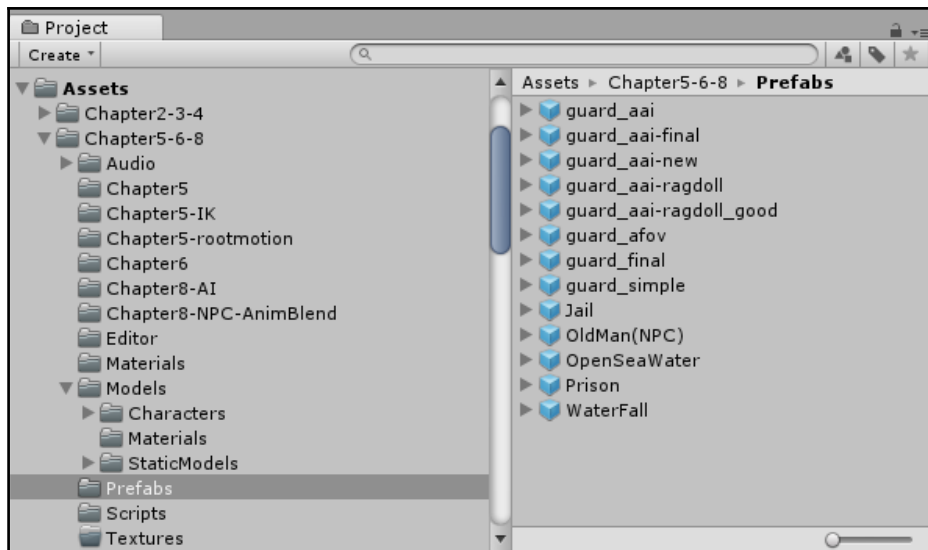 Project
Create
Assets
Chapter2-3-4
Chapter5-6-8
Audio
Chapter5
Chapter5-IK
Chapter5-rootmotion
Chapter6
Chapter8-AI
Chapter8-NPC-AnimBlend
Editor
Materials
Models
Characters
Materials
StaticModels
Prefabs
Scripts
Textures
Assets ▸ Chapter5-6-8 ▸ Prefabs
guard_aai
guard_aai-final
guard_aai-new
guard_aai-ragdoll
guard_aai-ragdoll_good
guard_afov
guard_final
guard_simple
Jail
OldMan(NPC)
OpenSeaWater
Prison
WaterFall